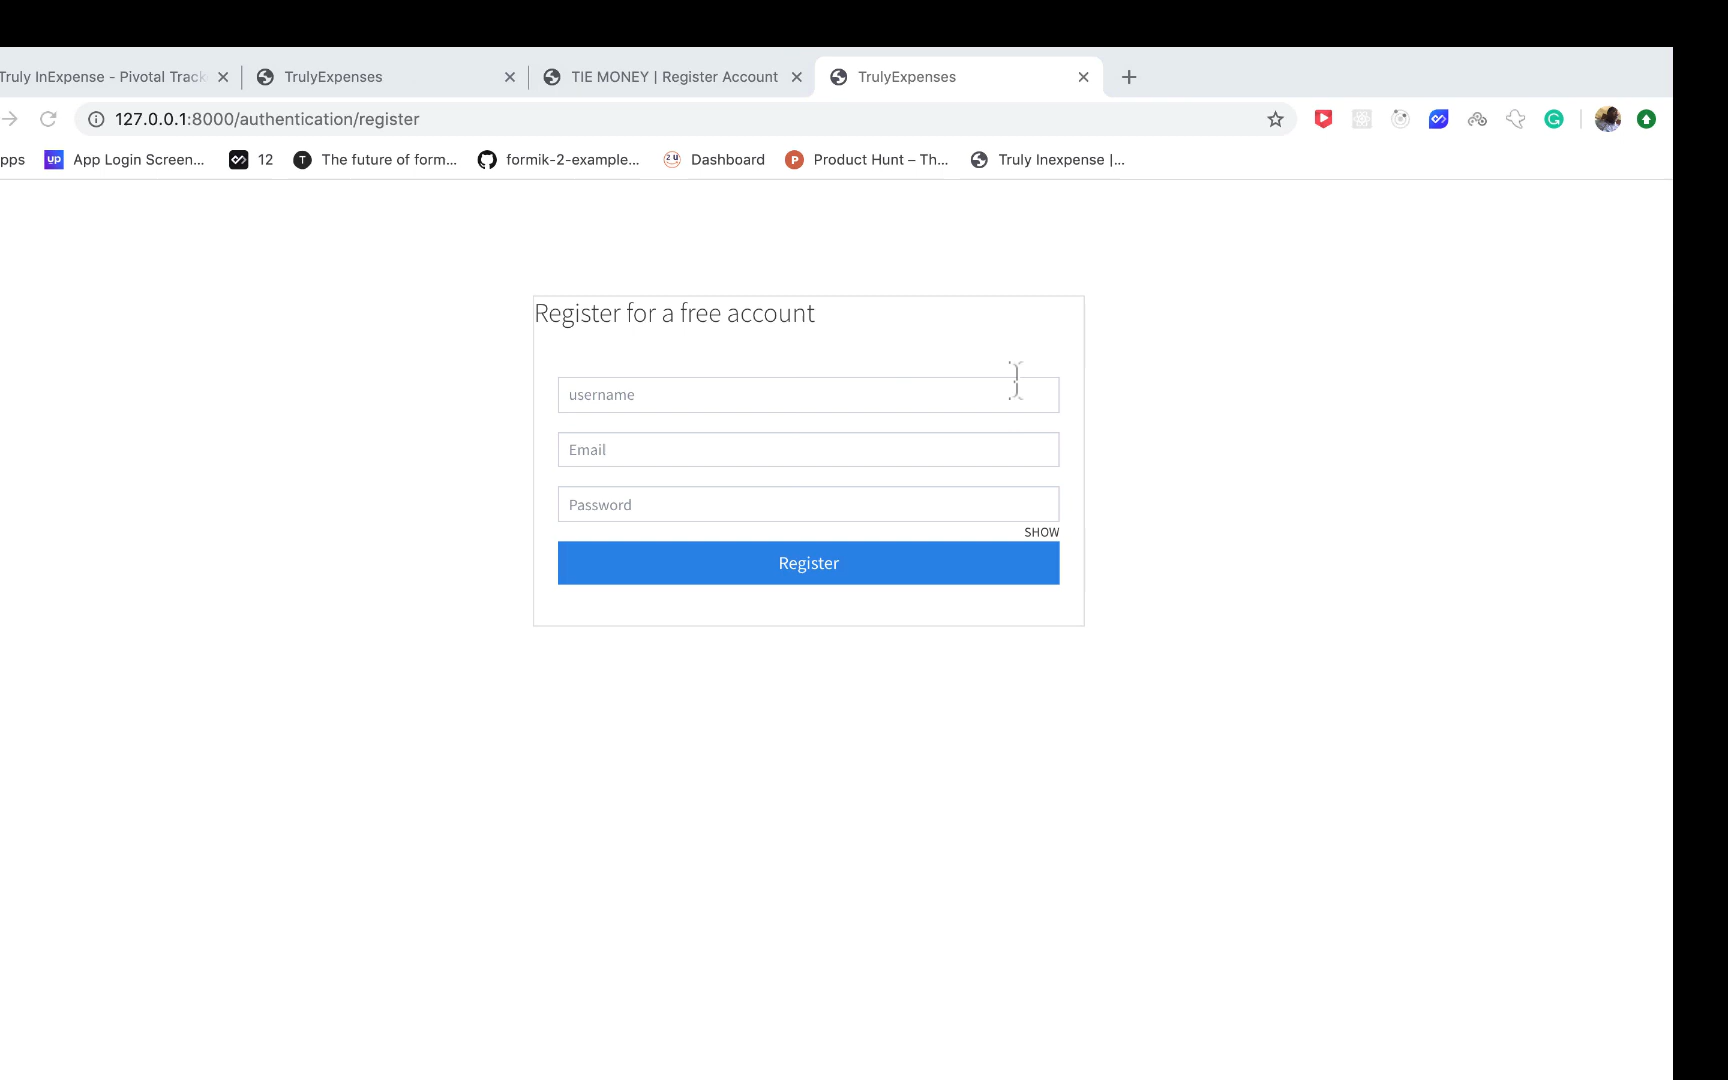 Truly InExpense - Pivotal Track
TrulyExpenses
TIE MONEY | Register Account
TrulyExpenses
127.0.0.1:8000/authentication/register
pps
up
App Login Screen...
12
T
The future of form...
formik-2-example...
2U
Dashboard
P
Product Hunt – Th...
Truly Inexpense |...
Register for a free account
username
Email
Password
SHOW
Register